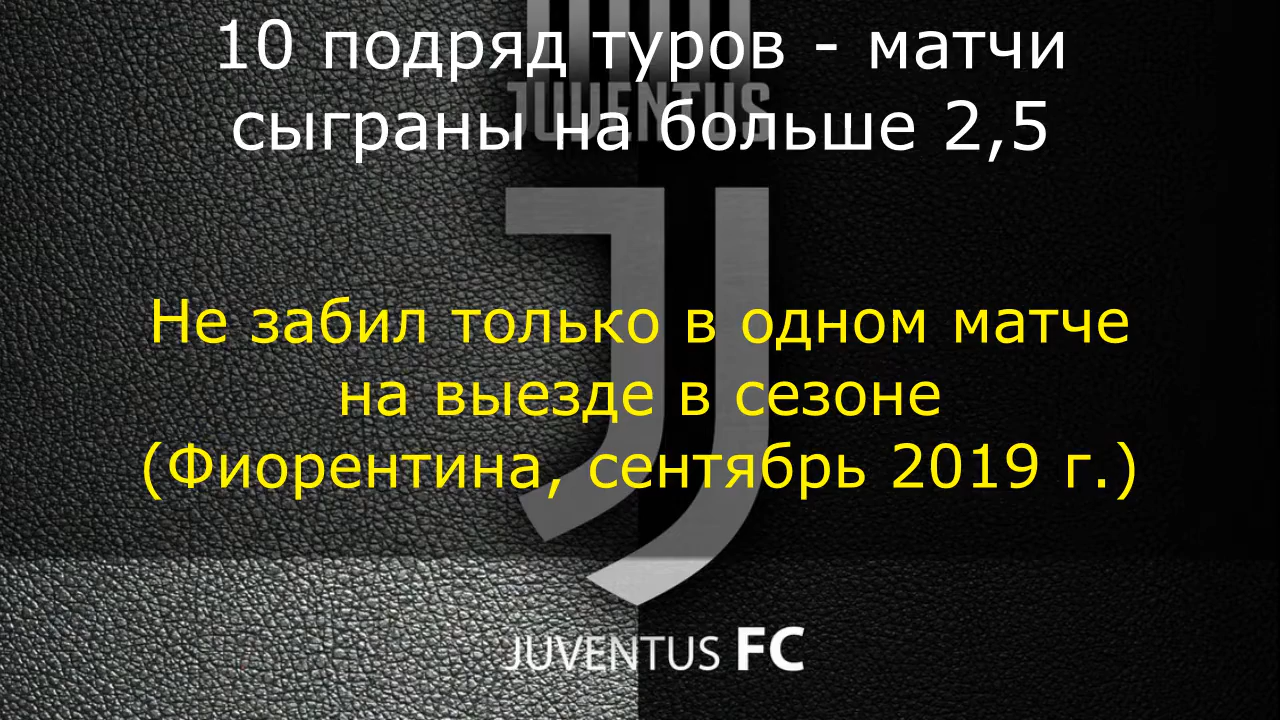 10 подряд туров - матчи
JUVENTUS
сыграны на больше 2,5
Не забил только в одном матче
на выезде в сезоне
(Фиорентина, сентябрь 2019 г.)
JUVENTUS FC